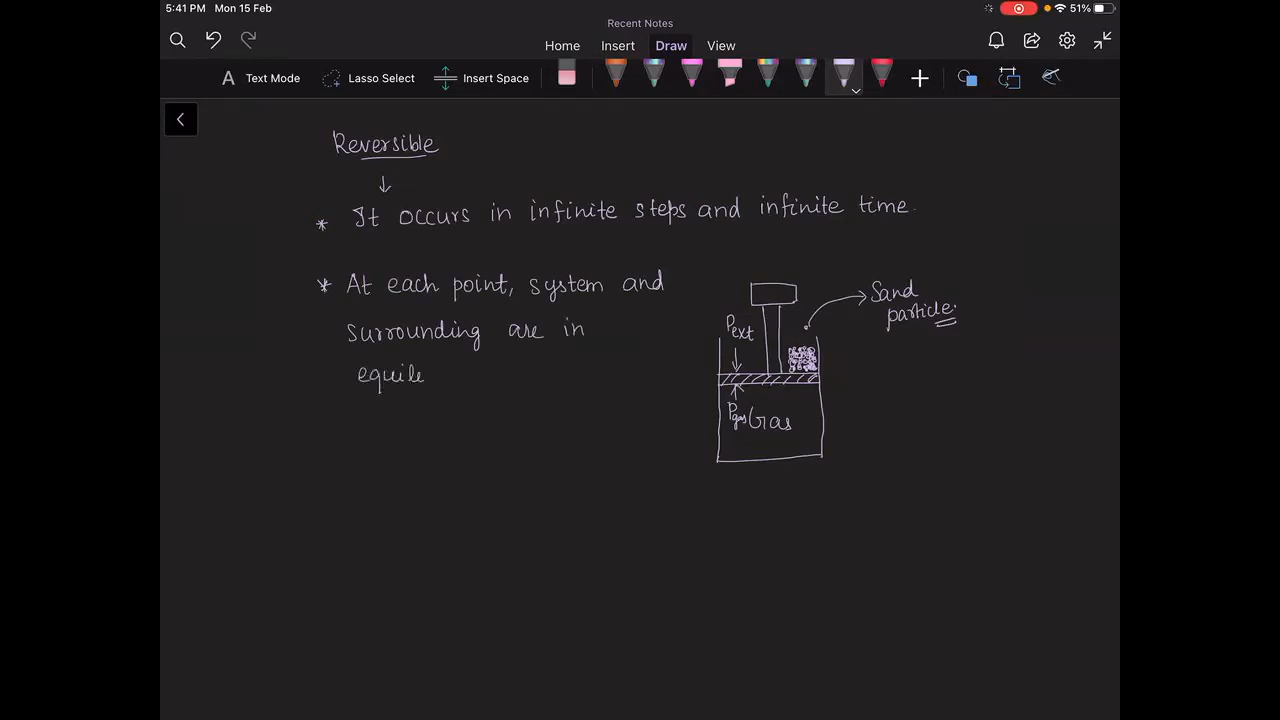 5:41 PM Mon 15 Feb
51%
Recent Notes
Home Insert Draw View
Text Mode Lasso Select Insert Space
Reversible
* It occurs in infinite steps and infinite time.
* At each point, system and
surrounding are in
equile
Sand
particle.
Pext
Pgas Gas